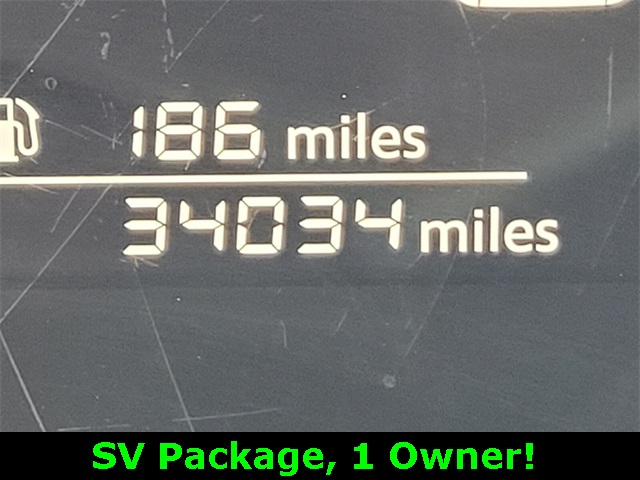 186 miles
34034 miles
SV Package, 1 Owner!